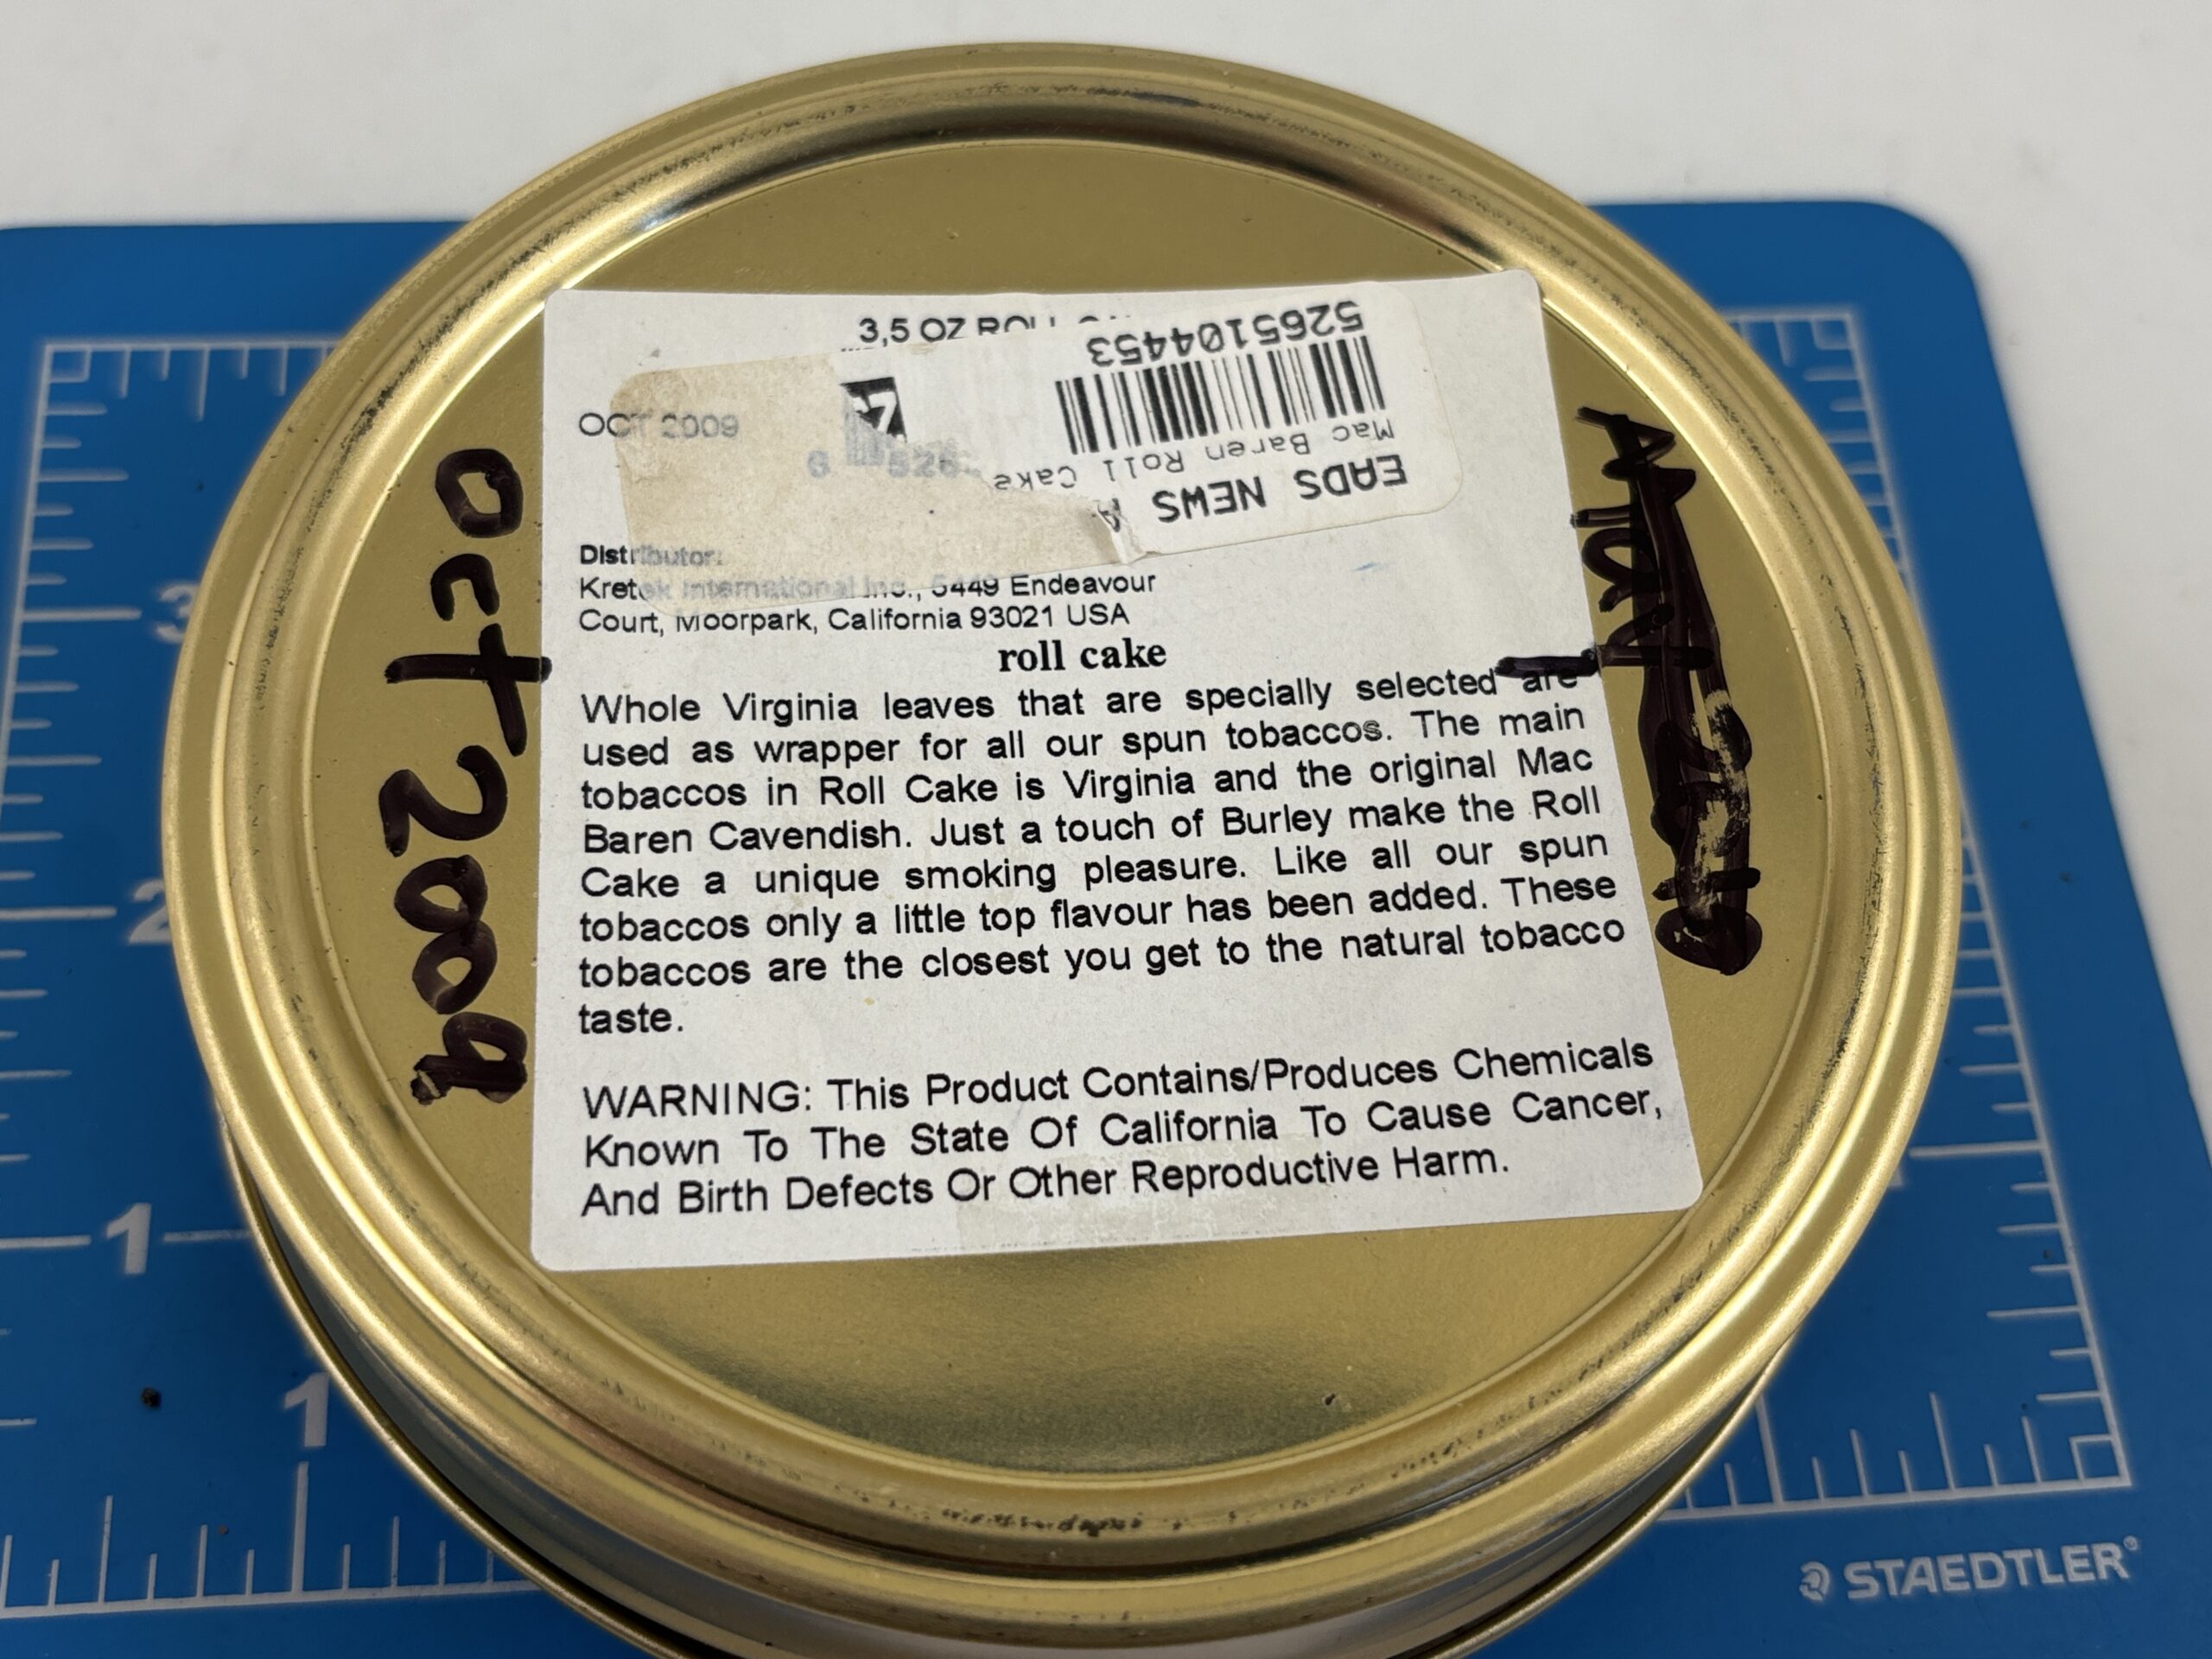 3,5 OZ ROLL
5265104453
Mac Baren Roll Cake
EADS NEWS
OCT 2009
6 526
Distributor:
Kretek International Inc., 5449 Endeavour
Court, Moorpark, California 93021 USA
roll cake
Whole Virginia leaves that are specially selected are
used as wrapper for all our spun tobaccos. The main
tobaccos in Roll Cake is Virginia and the original Mac
Baren Cavendish. Just a touch of Burley make the Roll
Cake a unique smoking pleasure. Like all our spun
tobaccos only a little top flavour has been added. These
tobaccos are the closest you get to the natural tobacco
taste.
WARNING: This Product Contains/Produces Chemicals
Known To The State Of California To Cause Cancer,
And Birth Defects Or Other Reproductive Harm.
Oct 2009
3
2
1
1
STAEDTLER